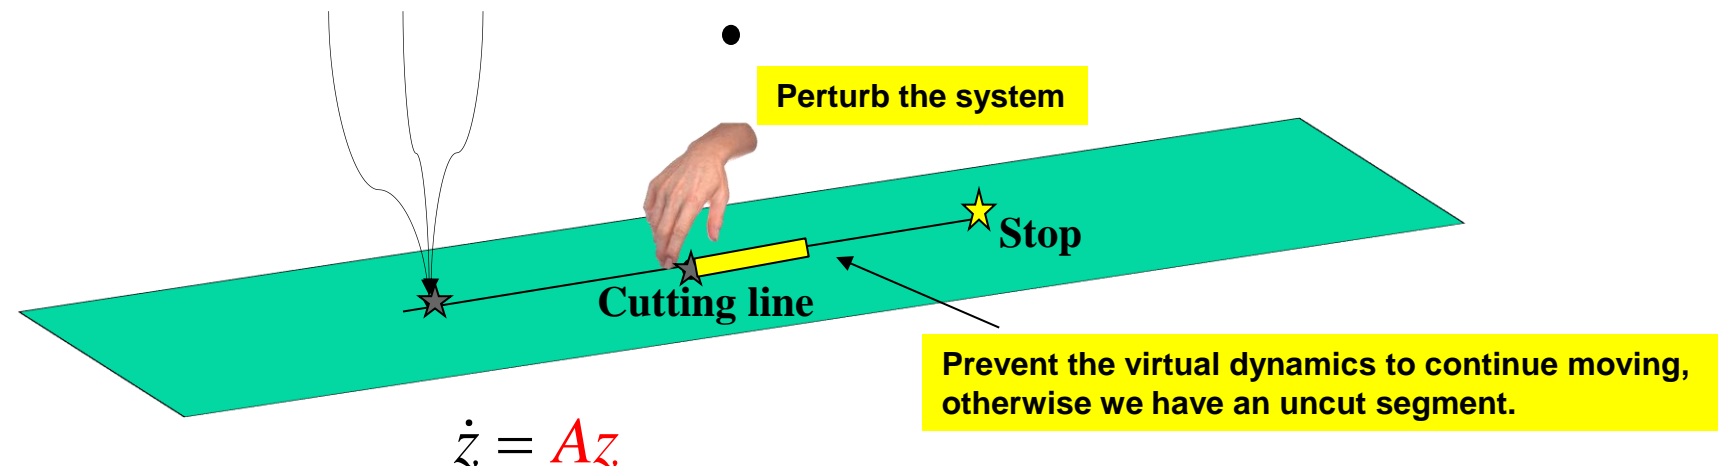 Perturb the system
Stop
Cutting line
Prevent the virtual dynamics to continue moving,
otherwise we have an uncut segment.
ż = Az